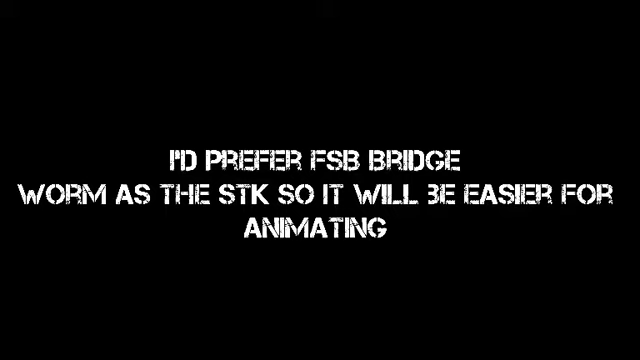 I'D PREFER FSB BRIDGE
WORM AS THE STK SO IT WILL BE EASIER FOR
ANIMATING